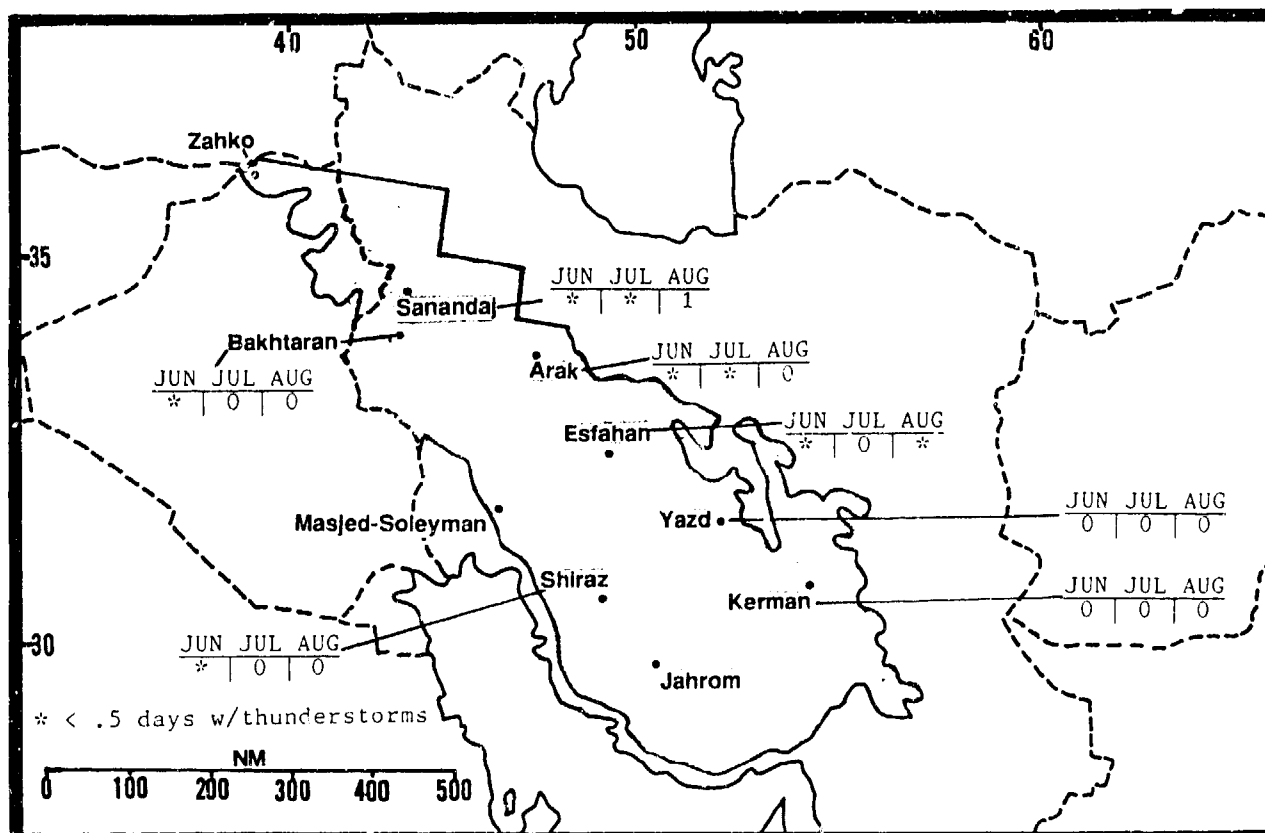 40 50 60
Zahko
35
JUN JUL AUG
* | * | 1
Sanandaj
Bakhtaran
JUN JUL AUG
* | 0 | 0
Arak
JUN JUL AUG
* | * | 0
Esfahan
JUN JUL AUG
* | 0 | *
Masjed-Soleyman
Yazd
JUN JUL AUG
0 | 0 | 0
Shiraz
Kerman
JUN JUL AUG
0 | 0 | 0
30
JUN JUL AUG
* | 0 | 0
Jahrom
* < .5 days w/thunderstorms
NM
0 100 200 300 400 500